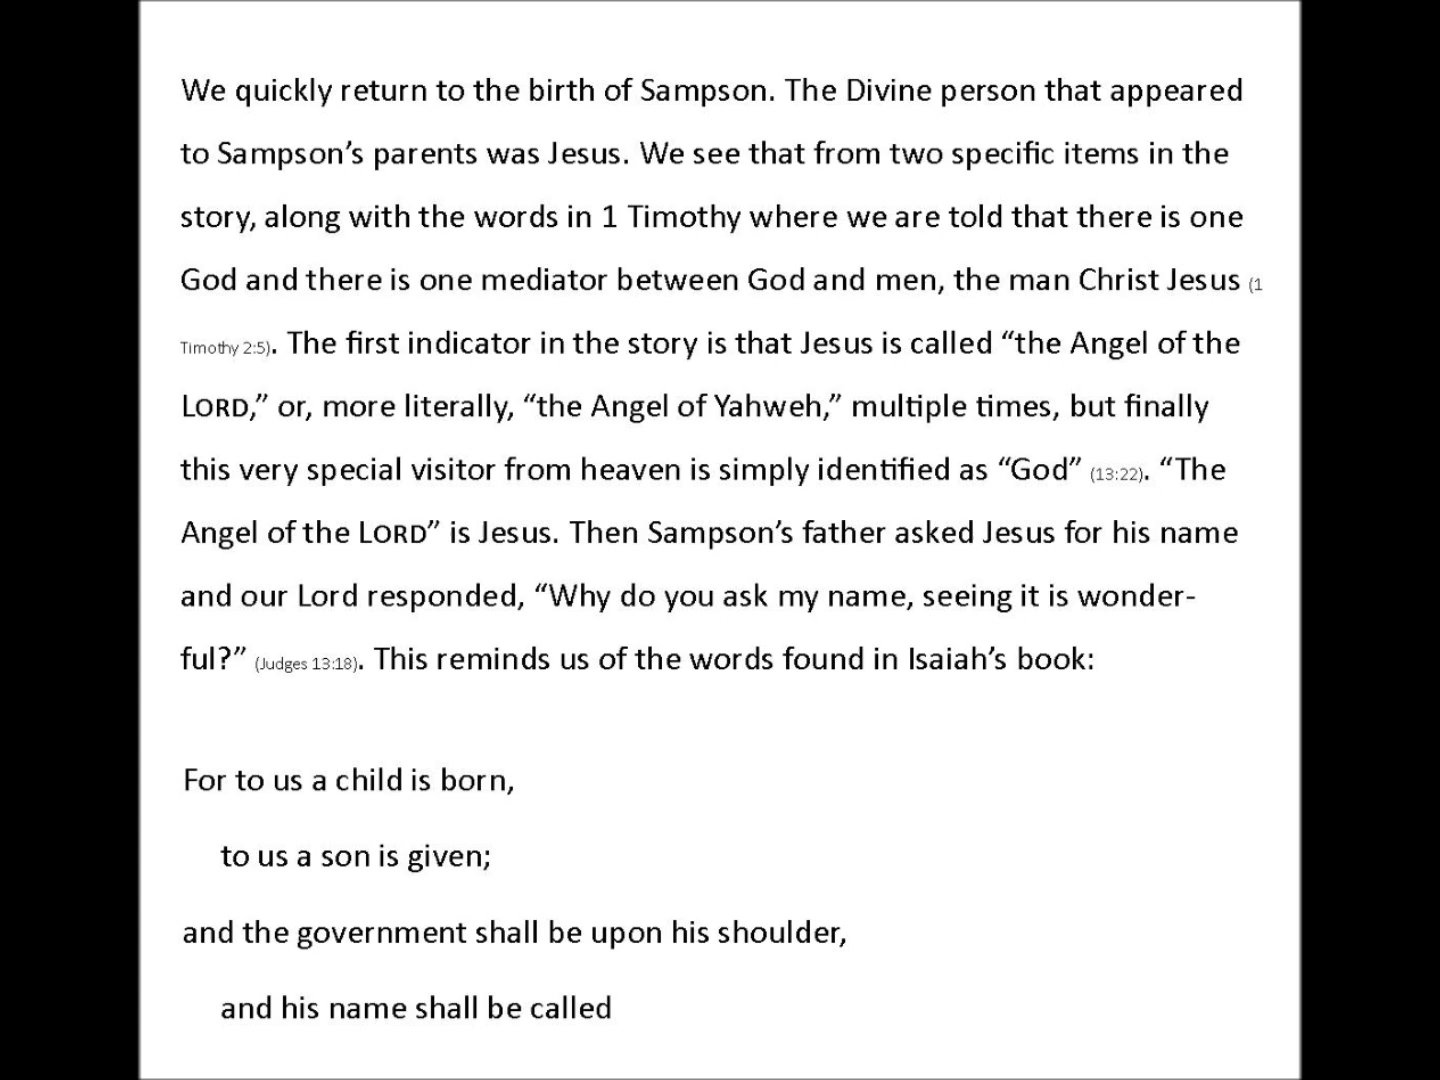 We quickly return to the birth of Sampson. The Divine person that appeared
to Sampson’s parents was Jesus. We see that from two specific items in the
story, along with the words in 1 Timothy where we are told that there is one
God and there is one mediator between God and men, the man Christ Jesus (1
Timothy 2:5). The first indicator in the story is that Jesus is called “the Angel of the
LORD,” or, more literally, “the Angel of Yahweh,” multiple times, but finally
this very special visitor from heaven is simply identified as “God” (13:22). “The
Angel of the LORD” is Jesus. Then Sampson’s father asked Jesus for his name
and our Lord responded, “Why do you ask my name, seeing it is wonder-
ful?” (Judges 13:18). This reminds us of the words found in Isaiah’s book:
For to us a child is born,
to us a son is given;
and the government shall be upon his shoulder,
and his name shall be called